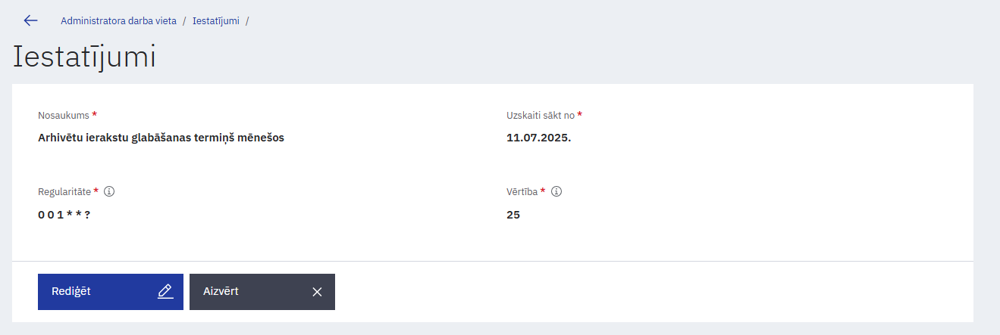 Administratora darba vieta / Iestatījumi /
Iestatījumi
Nosaukums *
Arhivētu ierakstu glabāšanas termiņš mēnešos
Uzskaiti sākt no *
11.07.2025.
Regularitāte *
0 0 1 * * ?
Vērtība *
25
Rediģēt
Aizvērt